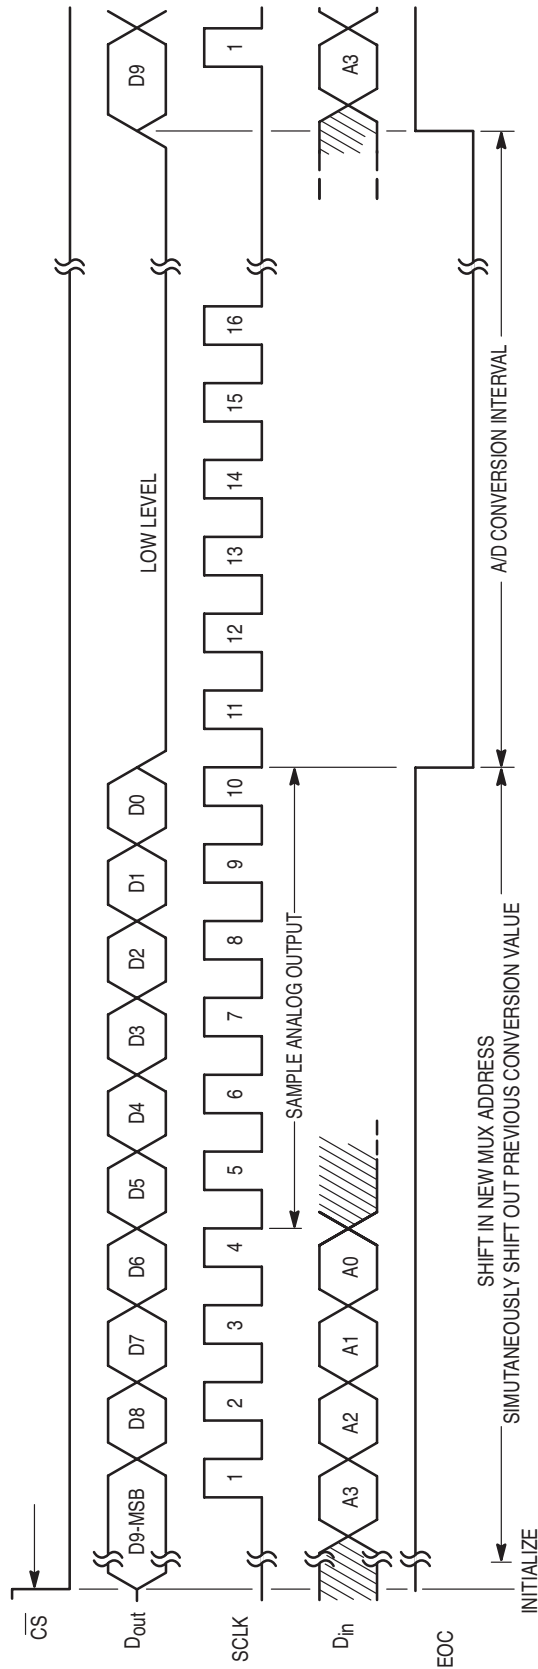 CS
D9-MSB D8 D7 D6 D5 D4 D3 D2 D1 D0 LOW LEVEL D9
Dout
SCLK
1 2 3 4 5 6 7 8 9 10 11 12 13 14 15 16 1
SAMPLE ANALOG OUTPUT
Din
A3 A2 A1 A0 A3
EOC
SHIFT IN NEW MUX ADDRESS
SIMUTANEOUSLY SHIFT OUT PREVIOUS CONVERSION VALUE
A/D CONVERSION INTERVAL
INITIALIZE